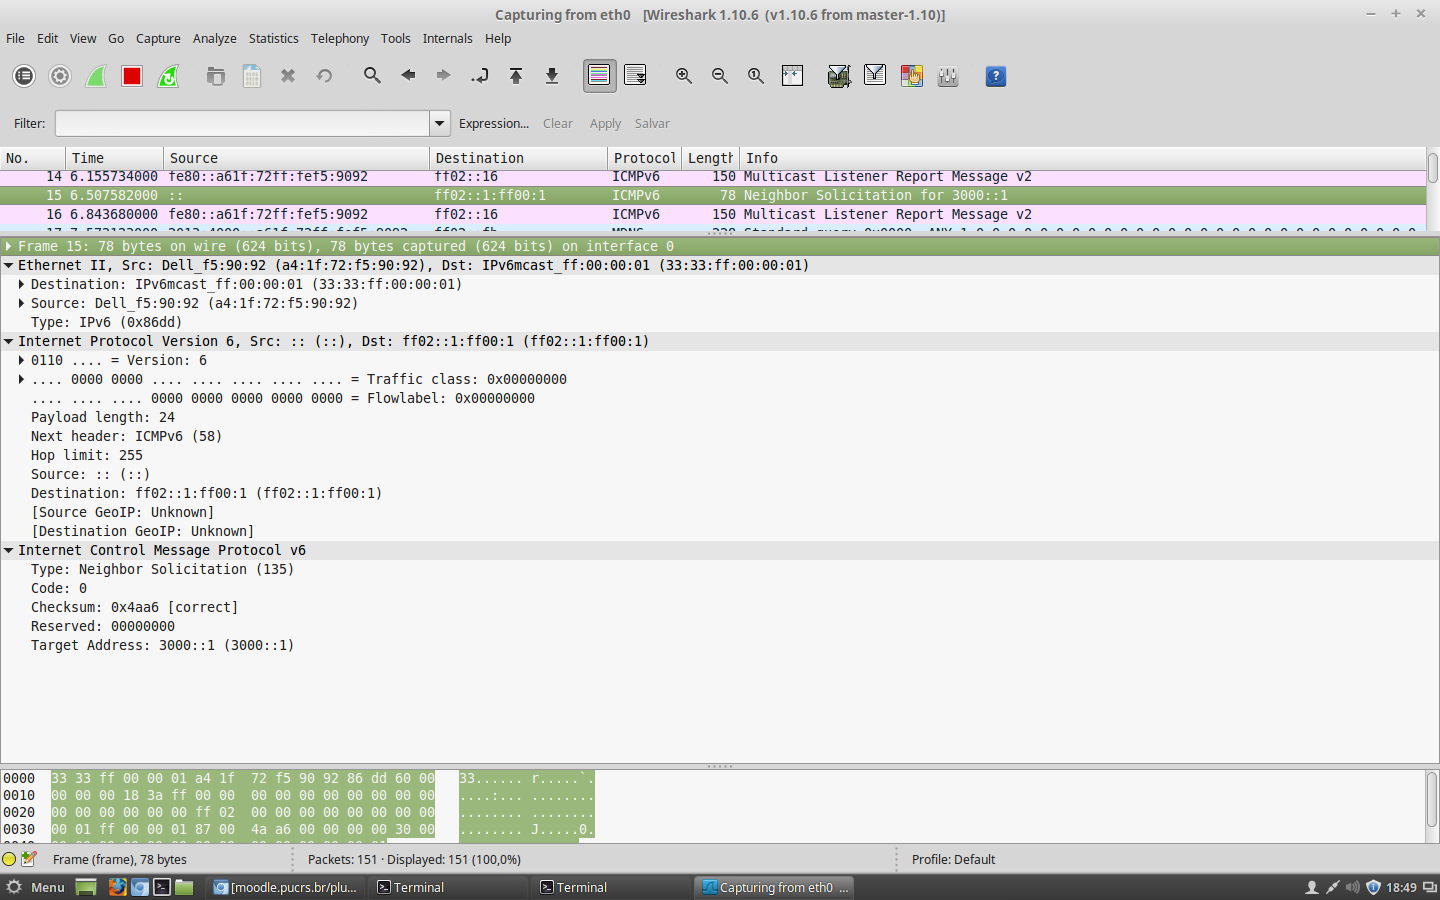 Capturing from eth0 [Wireshark 1.10.6 (v1.10.6 from master-1.10)]
File Edit View Go Capture Analyze Statistics Telephony Tools Internals Help
Filter: Expression... Clear Apply Salvar
No. Time Source Destination Protocol Length Info
14 6.155734000 fe80::a61f:72ff:fef5:9092 ff02::16 ICMPv6 150 Multicast Listener Report Message v2
15 6.507582000 :: ff02::1:ff00:1 ICMPv6 78 Neighbor Solicitation for 3000::1
16 6.843680000 fe80::a61f:72ff:fef5:9092 ff02::16 ICMPv6 150 Multicast Listener Report Message v2
Frame 15: 78 bytes on wire (624 bits), 78 bytes captured (624 bits) on interface 0
Ethernet II, Src: Dell_f5:90:92 (a4:1f:72:f5:90:92), Dst: IPv6mcast_ff:00:00:01 (33:33:ff:00:00:01)
Destination: IPv6mcast_ff:00:00:01 (33:33:ff:00:00:01)
Source: Dell_f5:90:92 (a4:1f:72:f5:90:92)
Type: IPv6 (0x86dd)
Internet Protocol Version 6, Src: :: (::), Dst: ff02::1:ff00:1 (ff02::1:ff00:1)
0110 .... = Version: 6
.... 0000 0000 .... .... .... .... .... = Traffic class: 0x00000000
.... .... .... 0000 0000 0000 0000 0000 = Flowlabel: 0x00000000
Payload length: 24
Next header: ICMPv6 (58)
Hop limit: 255
Source: :: (::)
Destination: ff02::1:ff00:1 (ff02::1:ff00:1)
[Source GeoIP: Unknown]
[Destination GeoIP: Unknown]
Internet Control Message Protocol v6
Type: Neighbor Solicitation (135)
Code: 0
Checksum: 0x4aa6 [correct]
Reserved: 00000000
Target Address: 3000::1 (3000::1)
0000 33 33 ff 00 00 01 a4 1f 72 f5 90 92 86 dd 60 00 33...... r.....`.
0010 00 00 00 18 3a ff 00 00 00 00 00 00 00 00 00 00 ....:... ........
0020 00 00 00 00 00 00 ff 02 00 00 00 00 00 00 00 00 ........ ........
0030 00 01 ff 00 00 01 87 00 4a a6 00 00 00 00 30 00 ........ J.....0.
Frame (frame), 78 bytes Packets: 151 · Displayed: 151 (100,0%) Profile: Default
Menu [moodle.pucrs.br/plu... Terminal Terminal Capturing from eth0 ... 18:49